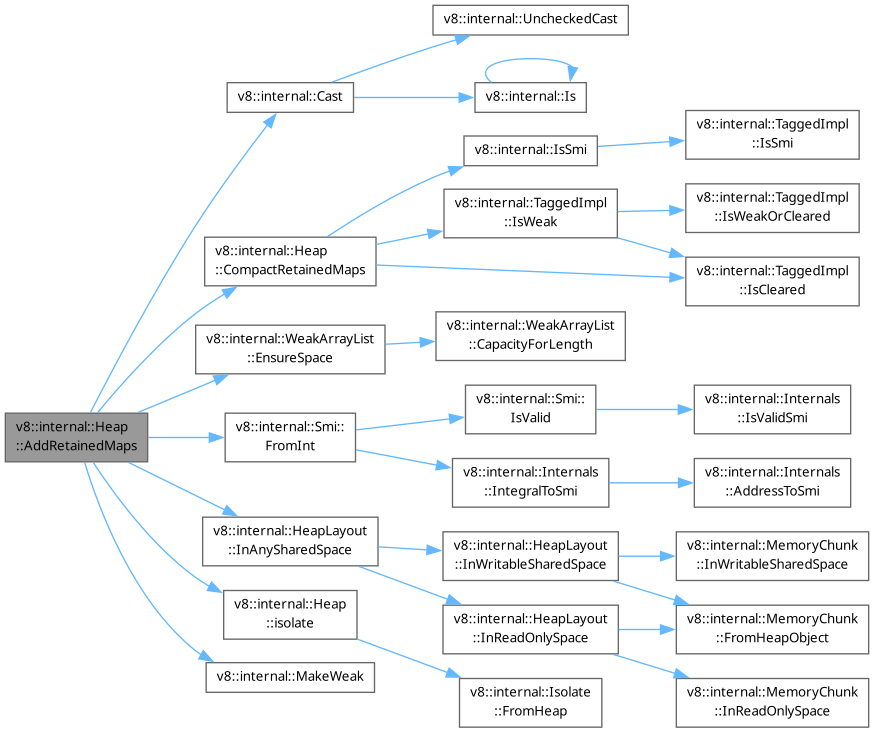 v8::internal::UncheckedCast
v8::internal::Cast
v8::internal::Is
v8::internal::TaggedImpl
::IsSmi
v8::internal::IsSmi
v8::internal::TaggedImpl
::IsWeak
v8::internal::TaggedImpl
::IsWeakOrCleared
v8::internal::Heap
::CompactRetainedMaps
v8::internal::TaggedImpl
::IsCleared
v8::internal::WeakArrayList
::EnsureSpace
v8::internal::WeakArrayList
::CapacityForLength
v8::internal::Heap
::AddRetainedMaps
v8::internal::Smi::
FromInt
v8::internal::Smi::
IsValid
v8::internal::Internals
::IsValidSmi
v8::internal::Internals
::IntegralToSmi
v8::internal::Internals
::AddressToSmi
v8::internal::HeapLayout
::InAnySharedSpace
v8::internal::HeapLayout
::InWritableSharedSpace
v8::internal::MemoryChunk
::InWritableSharedSpace
v8::internal::Heap
::isolate
v8::internal::HeapLayout
::InReadOnlySpace
v8::internal::MemoryChunk
::FromHeapObject
v8::internal::MakeWeak
v8::internal::Isolate
::FromHeap
v8::internal::MemoryChunk
::InReadOnlySpace